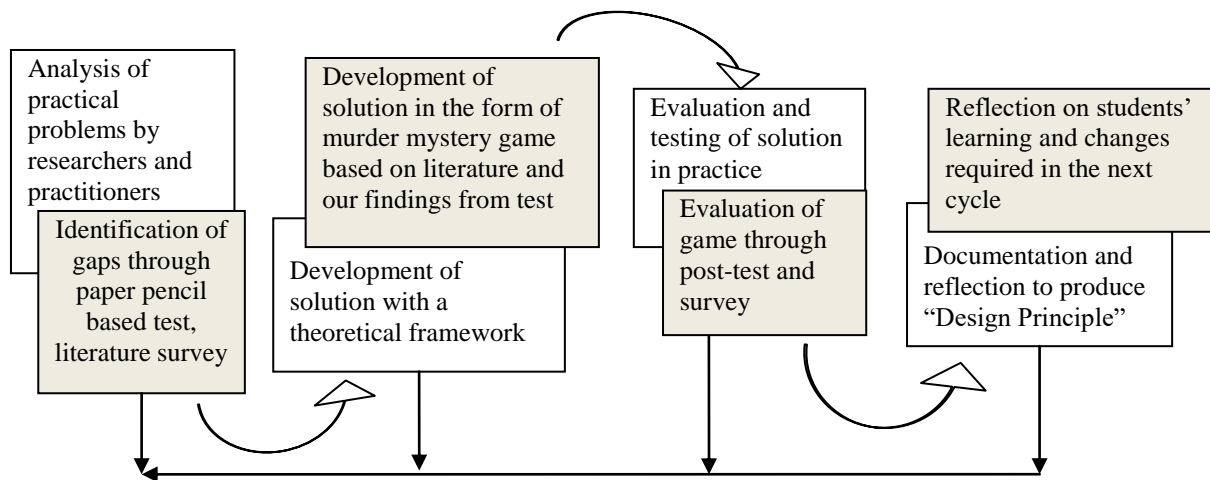 Analysis of
practical
problems by
researchers and
practitioners
Identification of
gaps through
paper pencil
based test,
literature survey
Development of
solution in the form of
murder mystery game
based on literature and
our findings from test
Development of
solution with a
theoretical framework
Evaluation and
testing of solution
in practice
Evaluation of
game through
post-test and
survey
Reflection on students’
learning and changes
required in the next
cycle
Documentation and
reflection to produce
“Design Principle”